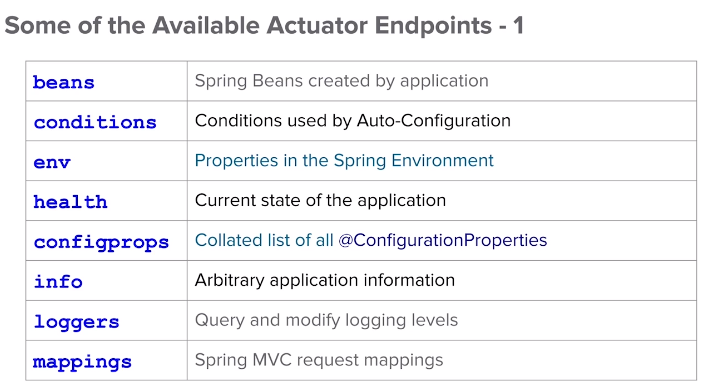 Some of the Available Actuator Endpoints - 1
beans Spring Beans created by application
conditions Conditions used by Auto-Configuration
env Properties in the Spring Environment
health Current state of the application
configprops Collated list of all @ConfigurationProperties
info Arbitrary application information
loggers Query and modify logging levels
mappings Spring MVC request mappings